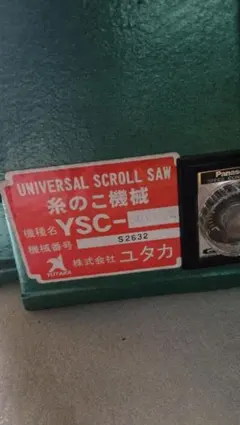 UNIVERSAL SCROLL SAW
糸のこ機械
機種名 YSC-
機械番号 S2632
YUTAKA 株式会社 ユタカ
Panaso